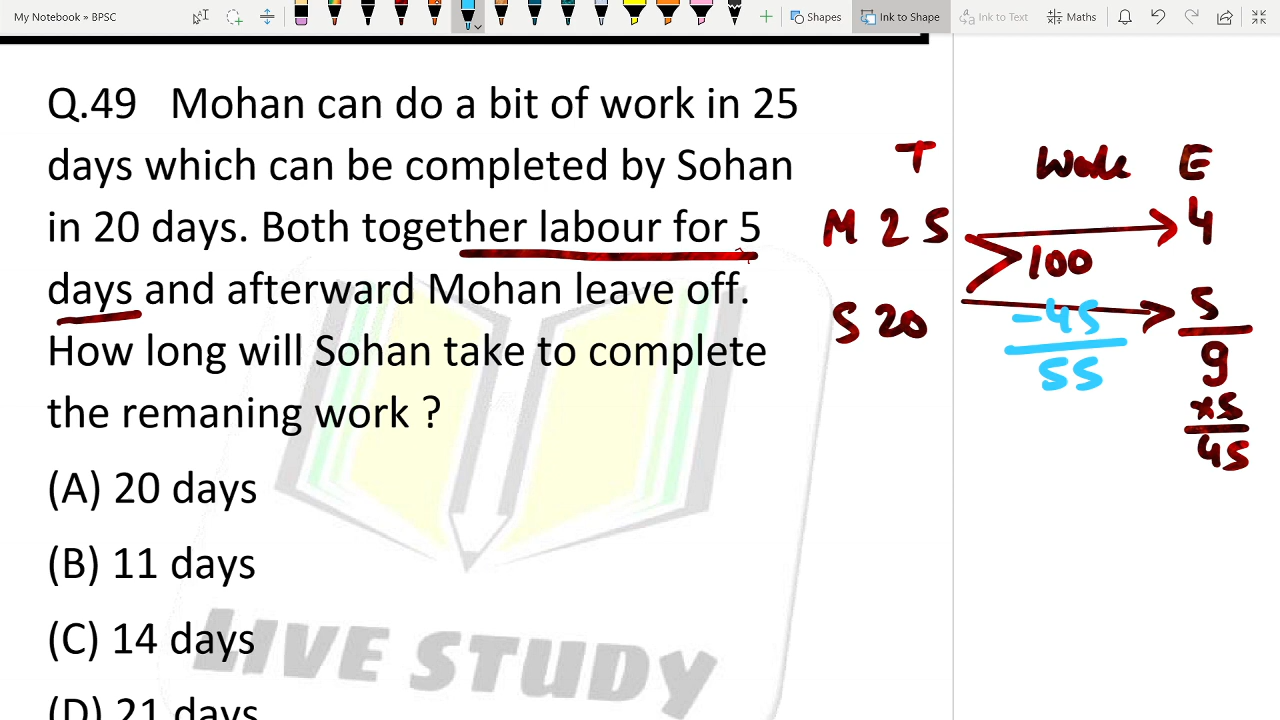 My Notebook » BPSC
Shapes
Ink to Shape
Ink to Text
Maths
Q.49 Mohan can do a bit of work in 25
days which can be completed by Sohan
in 20 days. Both together labour for 5
days and afterward Mohan leave off.
How long will Sohan take to complete
the remaning work ?
(A) 20 days
(B) 11 days
(C) 14 days
(D) 21 days
T Work E
M 25 4
100
S 20 5
-45
55
9
x5
45
LIVE STUDY